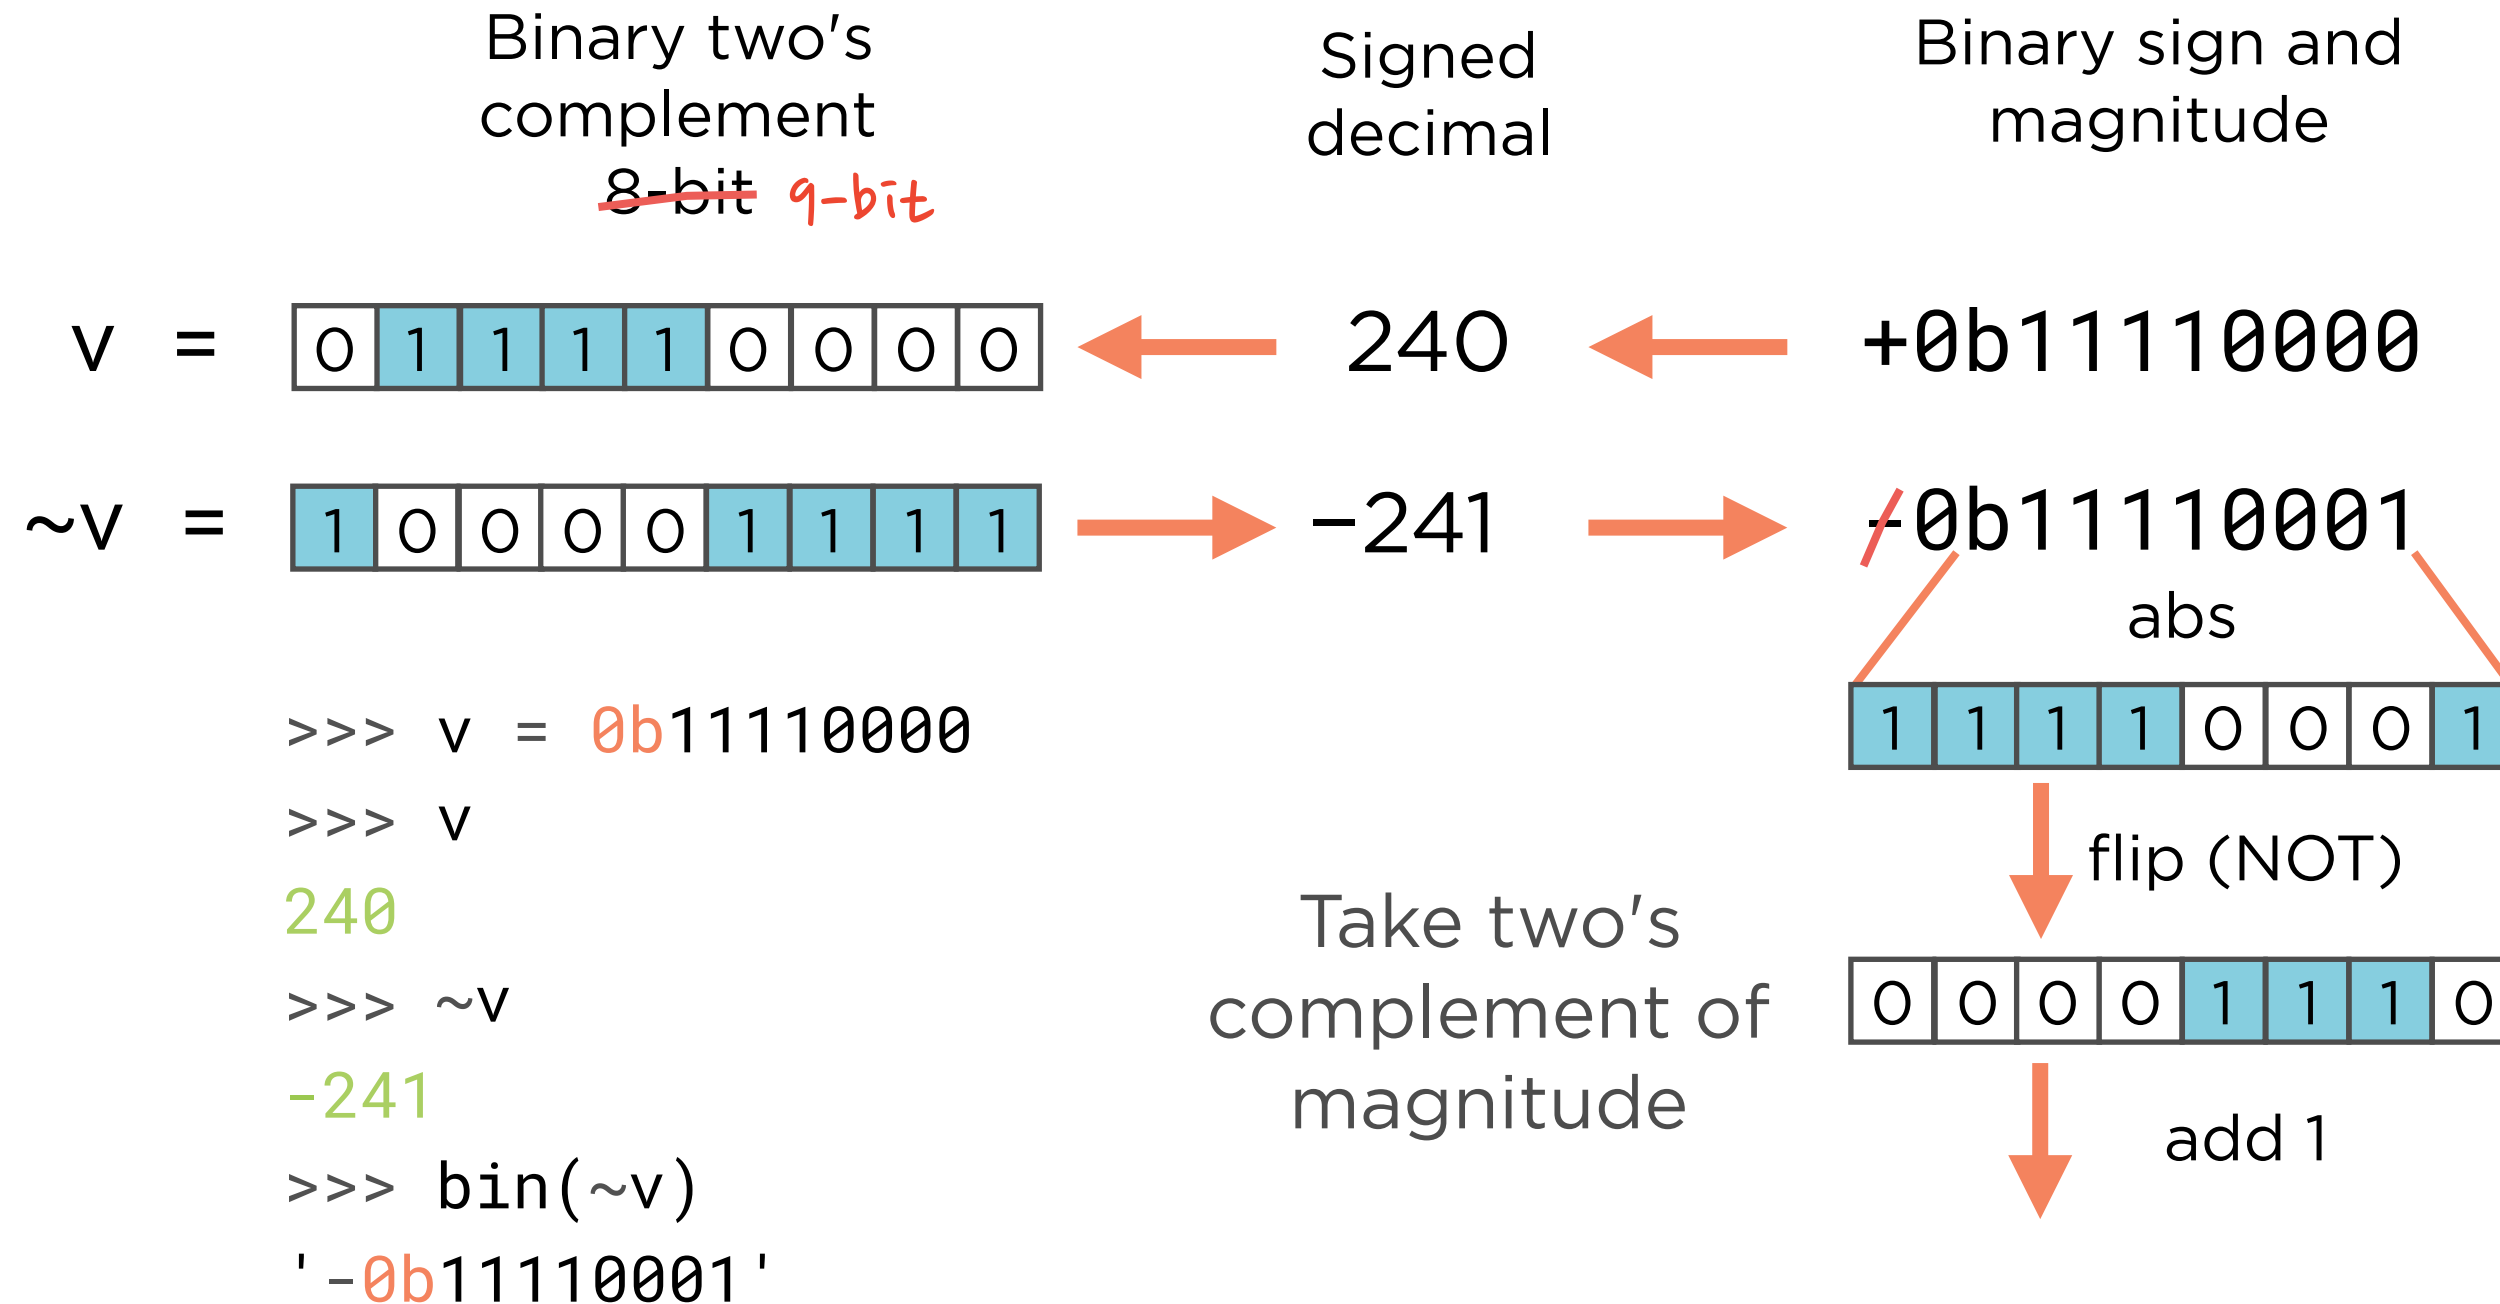 Binary two's
complement
8-bit 9-bit
Signed
decimal
Binary sign and
magnitude
v = 0 1 1 1 1 0 0 0 0
240
+0b11110000
~v = 1 0 0 0 0 1 1 1 1
-241
-0b11110001
abs
1 1 1 1 0 0 0 1
flip (NOT)
0 0 0 0 1 1 1 0
add 1
Take two's
complement of
magnitude
>>> v = 0b11110000
>>> v
240
>>> ~v
-241
>>> bin(~v)
'-0b11110001'